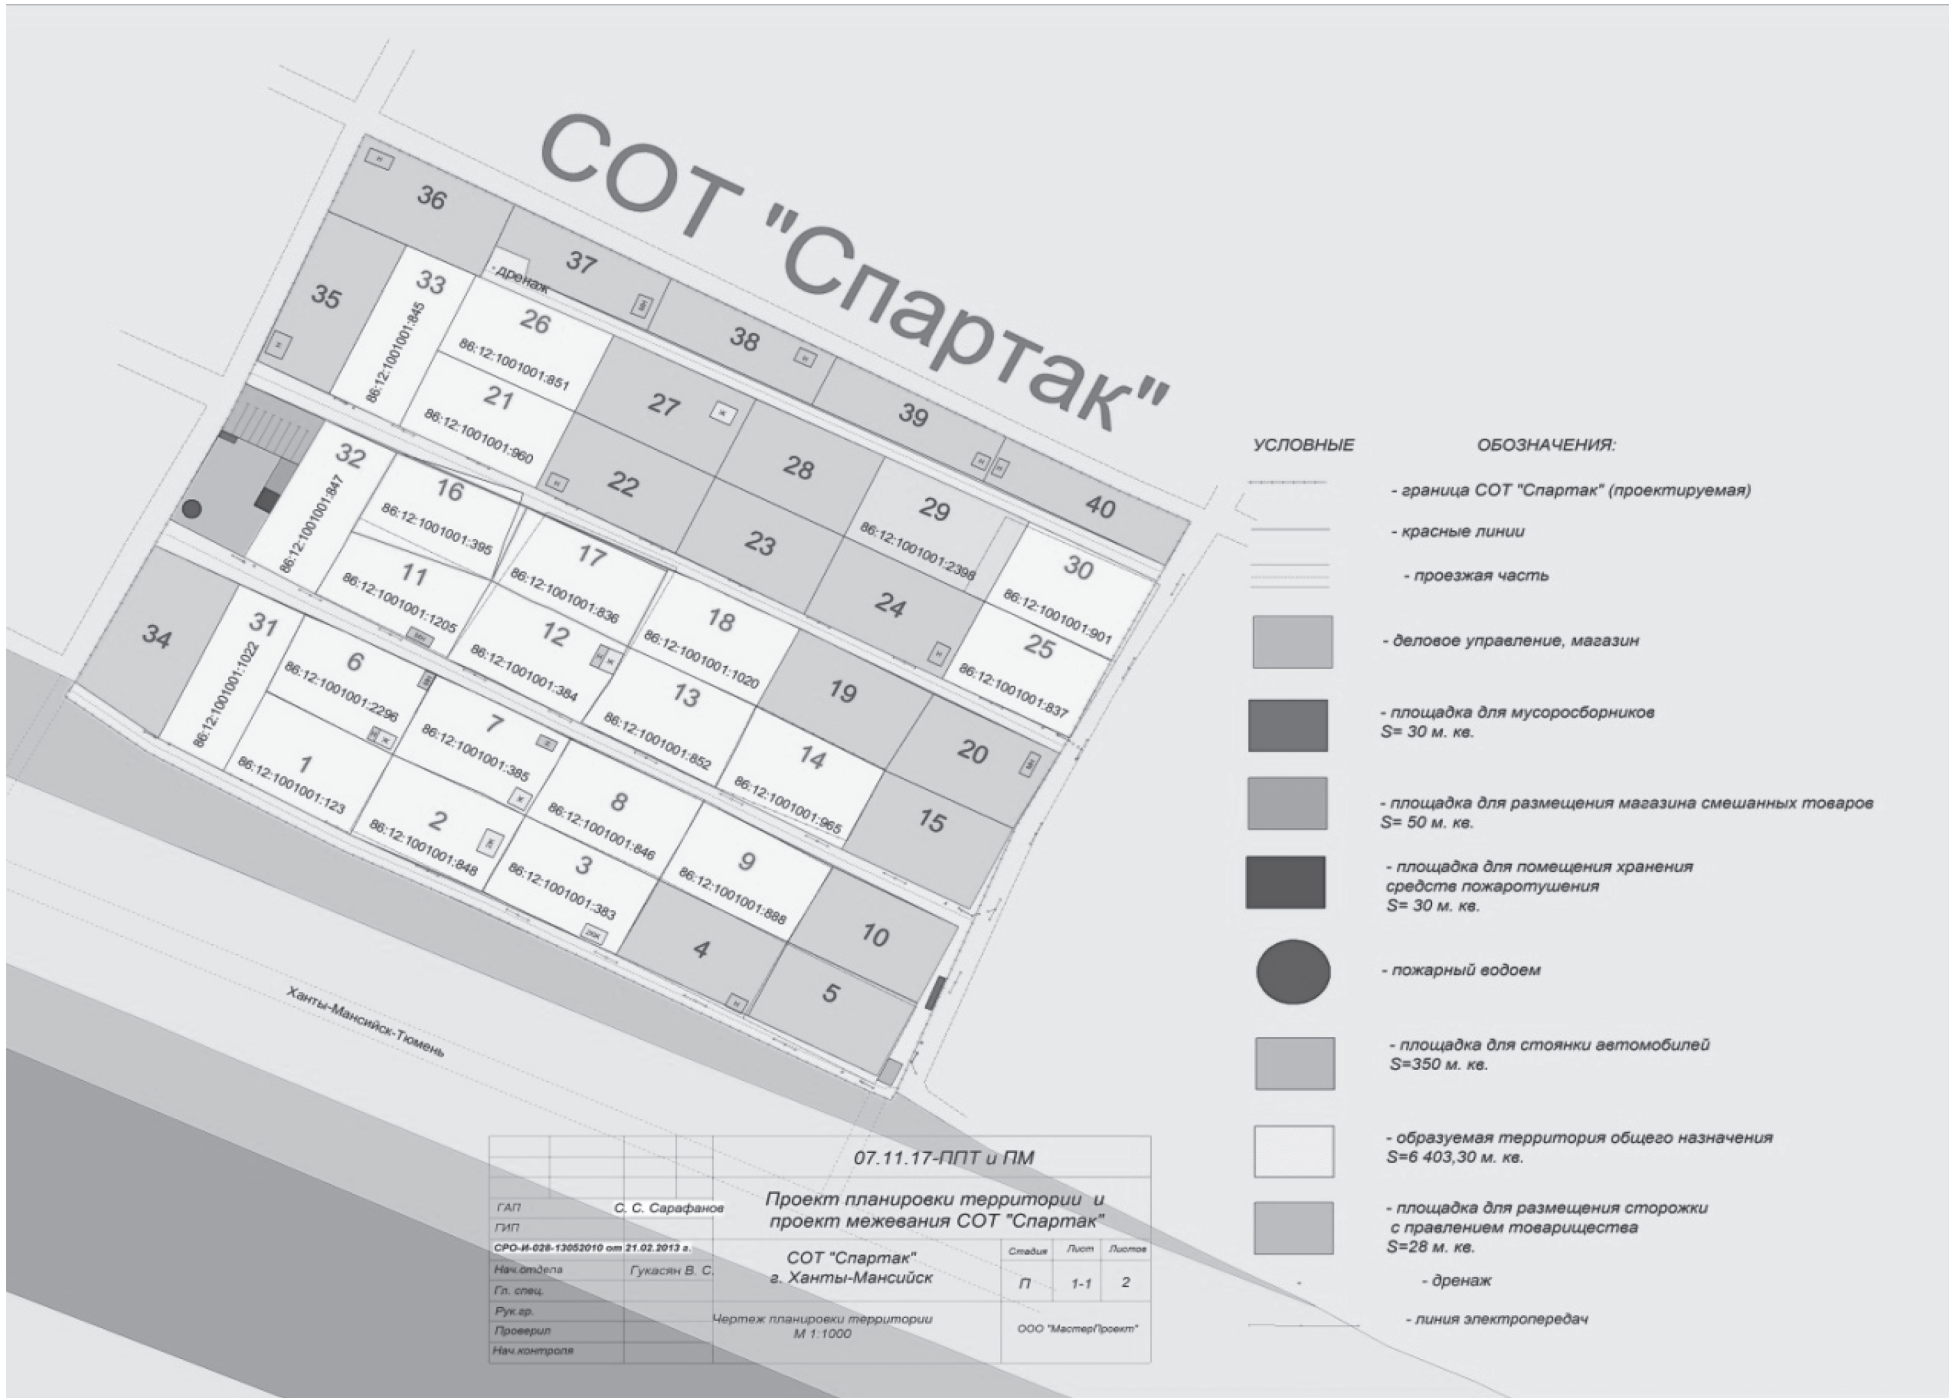 СОТ "Спартак"
36
37
- дренаж
33
86:12:1001001:845
35
26
86:12:1001001:851
38
21
86:12:1001001:960
27
39
32
86:12:1001001:847
16
86:12:1001001:395
22
28
29
86:12:1001001:2398
40
11
86:12:1001001:1205
17
86:12:1001001:836
23
30
86:12:1001001:901
34
31
86:12:1001001:1022
6
86:12:1001001:2296
12
86:12:1001001:384
18
86:12:1001001:1020
24
25
86:12:1001001:837
1
86:12:1001001:123
7
86:12:1001001:385
13
86:12:1001001:852
19
20
2
86:12:1001001:848
8
86:12:1001001:846
14
86:12:1001001:965
15
3
86:12:1001001:383
9
86:12:1001001:888
10
4
5
Ханты-Мансийск-Тюмень
УСЛОВНЫЕ ОБОЗНАЧЕНИЯ:
- граница СОТ "Спартак" (проектируемая)
- красные линии
- проезжая часть
- деловое управление, магазин
- площадка для мусоросборников
S= 30 м. кв.
- площадка для размещения магазина смешанных товаров
S= 50 м. кв.
- площадка для помещения хранения
средств пожаротушения
S= 30 м. кв.
- пожарный водоем
- площадка для стоянки автомобилей
S=350 м. кв.
- образуемая территория общего назначения
S=6 403,30 м. кв.
- площадка для размещения сторожки
с правлением товарищества
S=28 м. кв.
- дренаж
- линия электропередач
07.11.17-ППТ и ПМ
ГАП С. С. Сарафанов
ГИП
Проект планировки территории и
проект межевания СОТ "Спартак"
СРО-И-028-13052010 от 21.02.2013 г.
Нач.отдела Гукасян В. С.
Гл. спец.
СОТ "Спартак"
г. Ханты-Мансийск
Стадия Лист Листов
П 1-1 2
Рук.гр.
Проверил
Нач.контроля
Чертеж планировки территории
М 1:1000
ООО "МастерПроект"